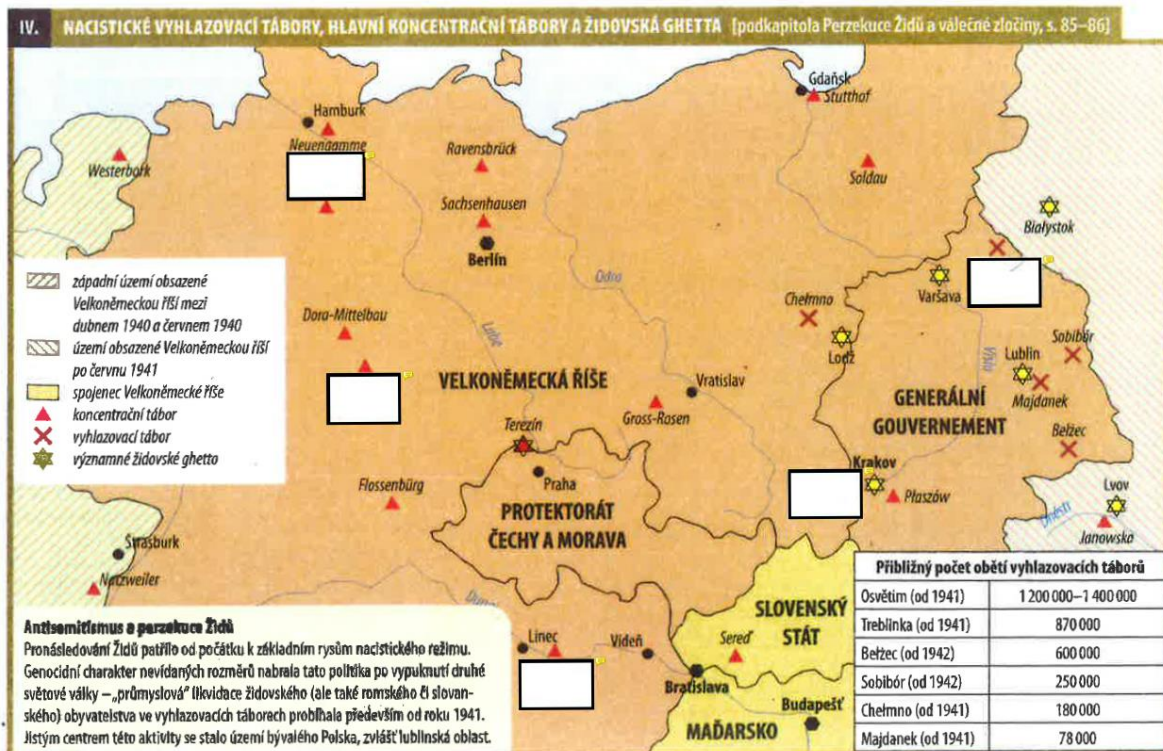 IV. NACISTICKÉ VYHLAZOVACÍ TÁBORY, HLAVNÍ KONCENTRAČNÍ TÁBORY A ŽIDOVSKÁ GHETTA [podkapitola Perzekuce Židů a válečné zločiny, s. 85–86]
Gdaňsk
Stutthof
Hamburk
Neuengamme
Westerbork
Ravensbrück
Soldau
Sachsenhausen
Berlín
Białystok
Varšava
Odra
Chełmno
Lodž
Visla
Sobibór
Lublin
Majdanek
Bełżec
Dora-Mittelbau
Labe
VELKONĚMECKÁ ŘÍŠE
Vratislav
Gross-Rosen
GENERÁLNÍ
GOUVERNEMENT
Terezín
Praha
Flossenbürg
PROTEKTORÁT
ČECHY A MORAVA
Krakov
Płaszów
Lvov
Dněstr
Janowska
Štrasburk
Natzweiler
západní území obsazené
Velkoněmeckou říší mezi
dubnem 1940 a červnem 1940
území obsazené Velkoněmeckou říší
po červnu 1941
spojenec Velkoněmecké říše
koncentrační tábor
vyhlazovací tábor
významné židovské ghetto
SLOVENSKÝ
STÁT
Linec
Vídeň
Sereď
Bratislava
Budapešť
MAĎARSKO
Antisemitismus a perzekuce Židů
Pronásledování Židů patřilo od počátku k základním rysům nacistického režimu.
Genocidní charakter nevídaných rozměrů nabrala tato politika po vypuknutí druhé
světové války – „průmyslová“ likvidace židovského (ale také romského či slovan-
ského) obyvatelstva ve vyhlazovacích táborech probíhala především od roku 1941.
Jistým centrem této aktivity se stalo území bývalého Polska, zvlášť lublinská oblast.
Přibližný počet obětí vyhlazovacích táborů
Osvětim (od 1941) 1 200 000–1 400 000
Treblinka (od 1941) 870 000
Bełżec (od 1942) 600 000
Sobibór (od 1942) 250 000
Chełmno (od 1941) 180 000
Majdanek (od 1941) 78 000